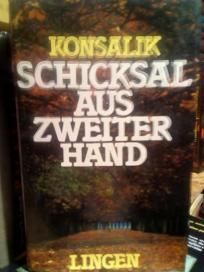 KONSALIK
SCHICKSAL
AUS
ZWEITER
HAND
LINGEN